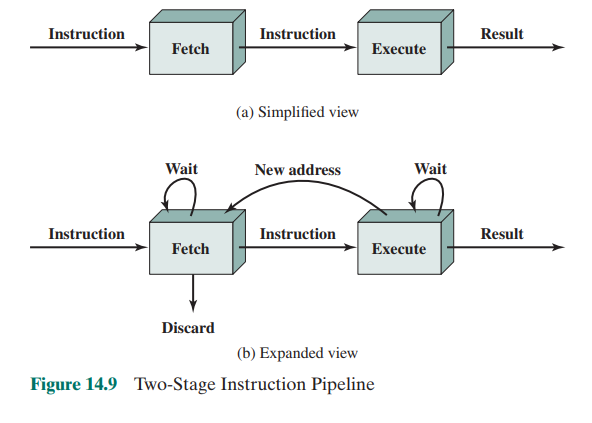 Instruction Instruction Result
Fetch Execute
(a) Simplified view
Wait New address Wait
Instruction Instruction Result
Fetch Execute
Discard
(b) Expanded view
Figure 14.9 Two-Stage Instruction Pipeline